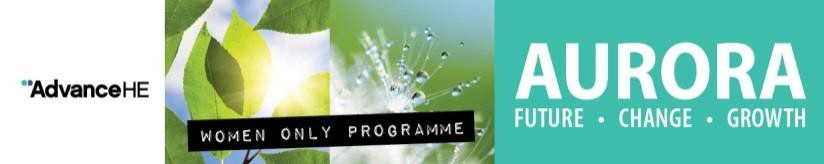 AdvanceHE
WOMEN ONLY PROGRAMME
AURORA
FUTURE • CHANGE • GROWTH